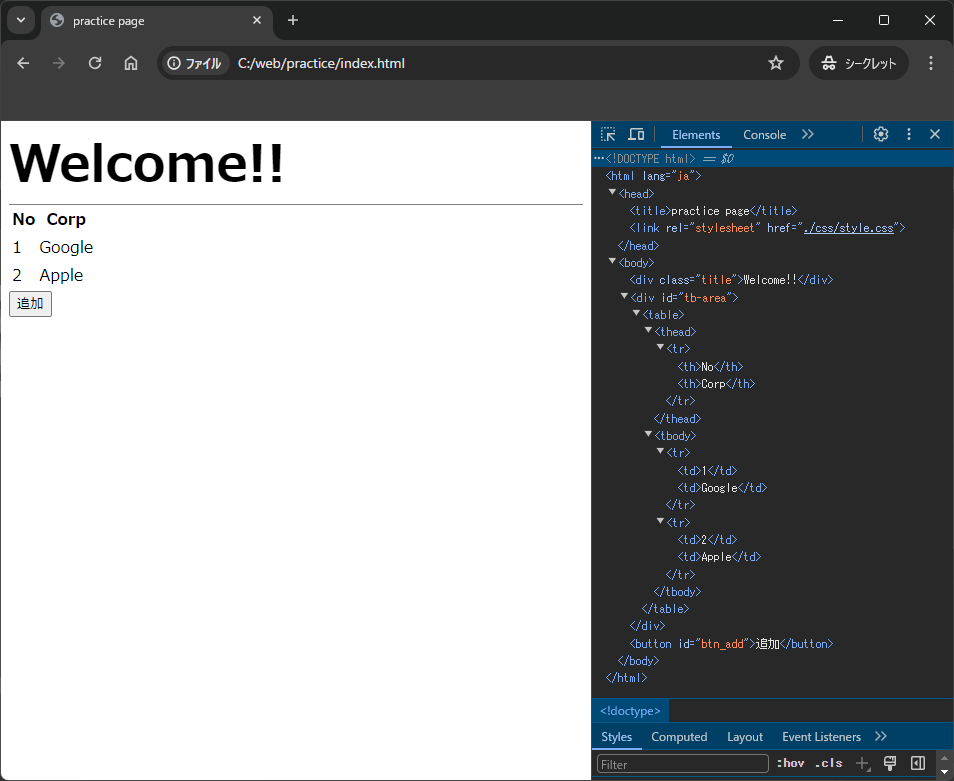 practice page
ファイル C:/web/practice/index.html シークレット
Welcome!!
No Corp
1 Google
2 Apple
追加
Elements Console
<!DOCTYPE html> == $0
<html lang="ja">
<head>
<title>practice page</title>
<link rel="stylesheet" href="./css/style.css">
</head>
<body>
<div class="title">Welcome!!</div>
<div id="tb-area">
<table>
<thead>
<tr>
<th>No</th>
<th>Corp</th>
</tr>
</thead>
<tbody>
<tr>
<td>1</td>
<td>Google</td>
</tr>
<tr>
<td>2</td>
<td>Apple</td>
</tr>
</tbody>
</table>
</div>
<button id="btn_add">追加</button>
</body>
</html>
<!doctype>
Styles Computed Layout Event Listeners
Filter :hov .cls